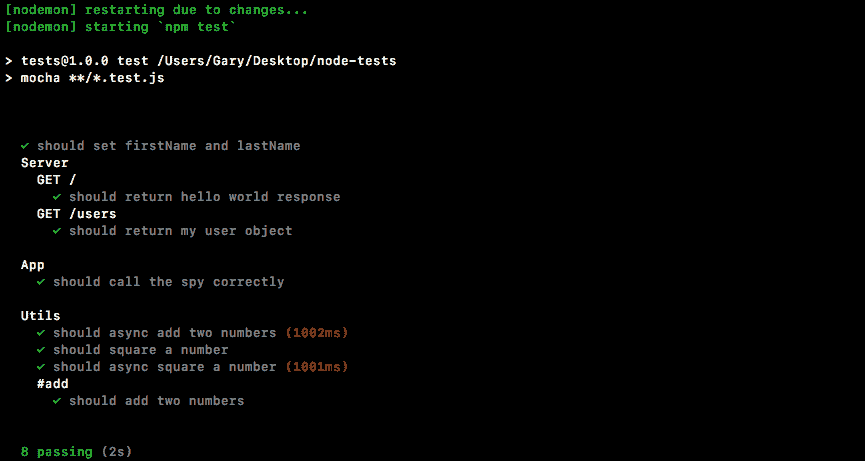 [nodemon] restarting due to changes...
[nodemon] starting `npm test`
> tests@1.0.0 test /Users/Gary/Desktop/node-tests
> mocha **/*.test.js
✓ should set firstName and lastName
Server
GET /
✓ should return hello world response
GET /users
✓ should return my user object
App
✓ should call the spy correctly
Utils
✓ should async add two numbers (1002ms)
✓ should square a number
✓ should async square a number (1001ms)
#add
✓ should add two numbers
8 passing (2s)